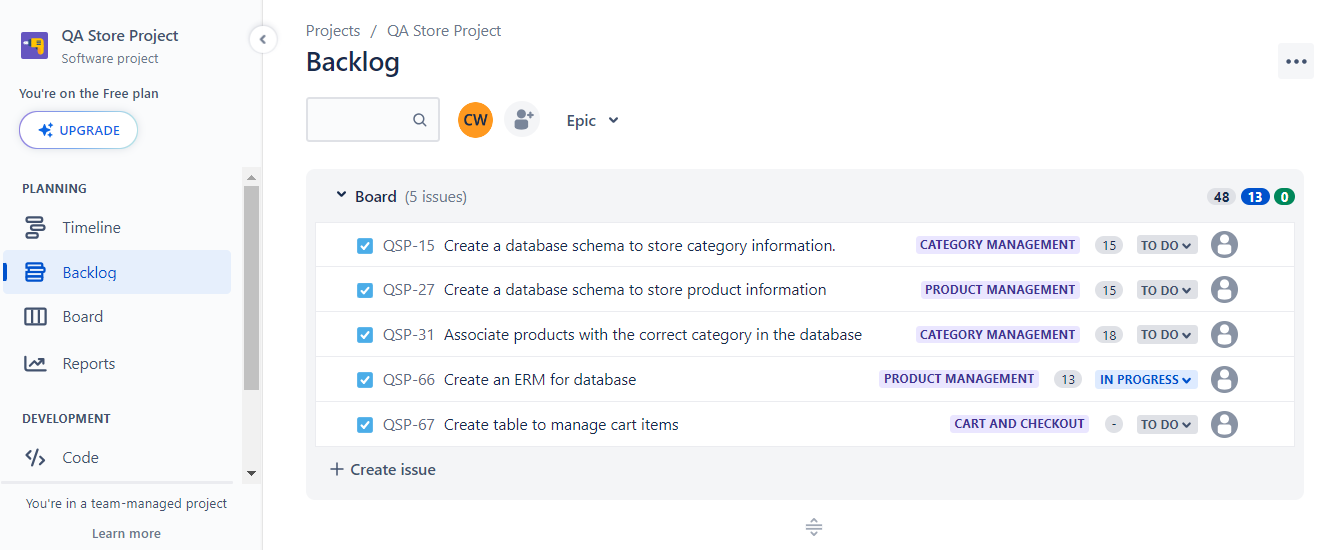 QA Store Project
Software project
You're on the Free plan
UPGRADE
PLANNING
Timeline
Backlog
Board
Reports
DEVELOPMENT
Code
You're in a team-managed project
Learn more
Projects / QA Store Project
Backlog
CW Epic
Board (5 issues) 48 13 0
QSP-15 Create a database schema to store category information. CATEGORY MANAGEMENT 15 TO DO
QSP-27 Create a database schema to store product information PRODUCT MANAGEMENT 15 TO DO
QSP-31 Associate products with the correct category in the database CATEGORY MANAGEMENT 18 TO DO
QSP-66 Create an ERM for database PRODUCT MANAGEMENT 13 IN PROGRESS
QSP-67 Create table to manage cart items CART AND CHECKOUT - TO DO
+ Create issue